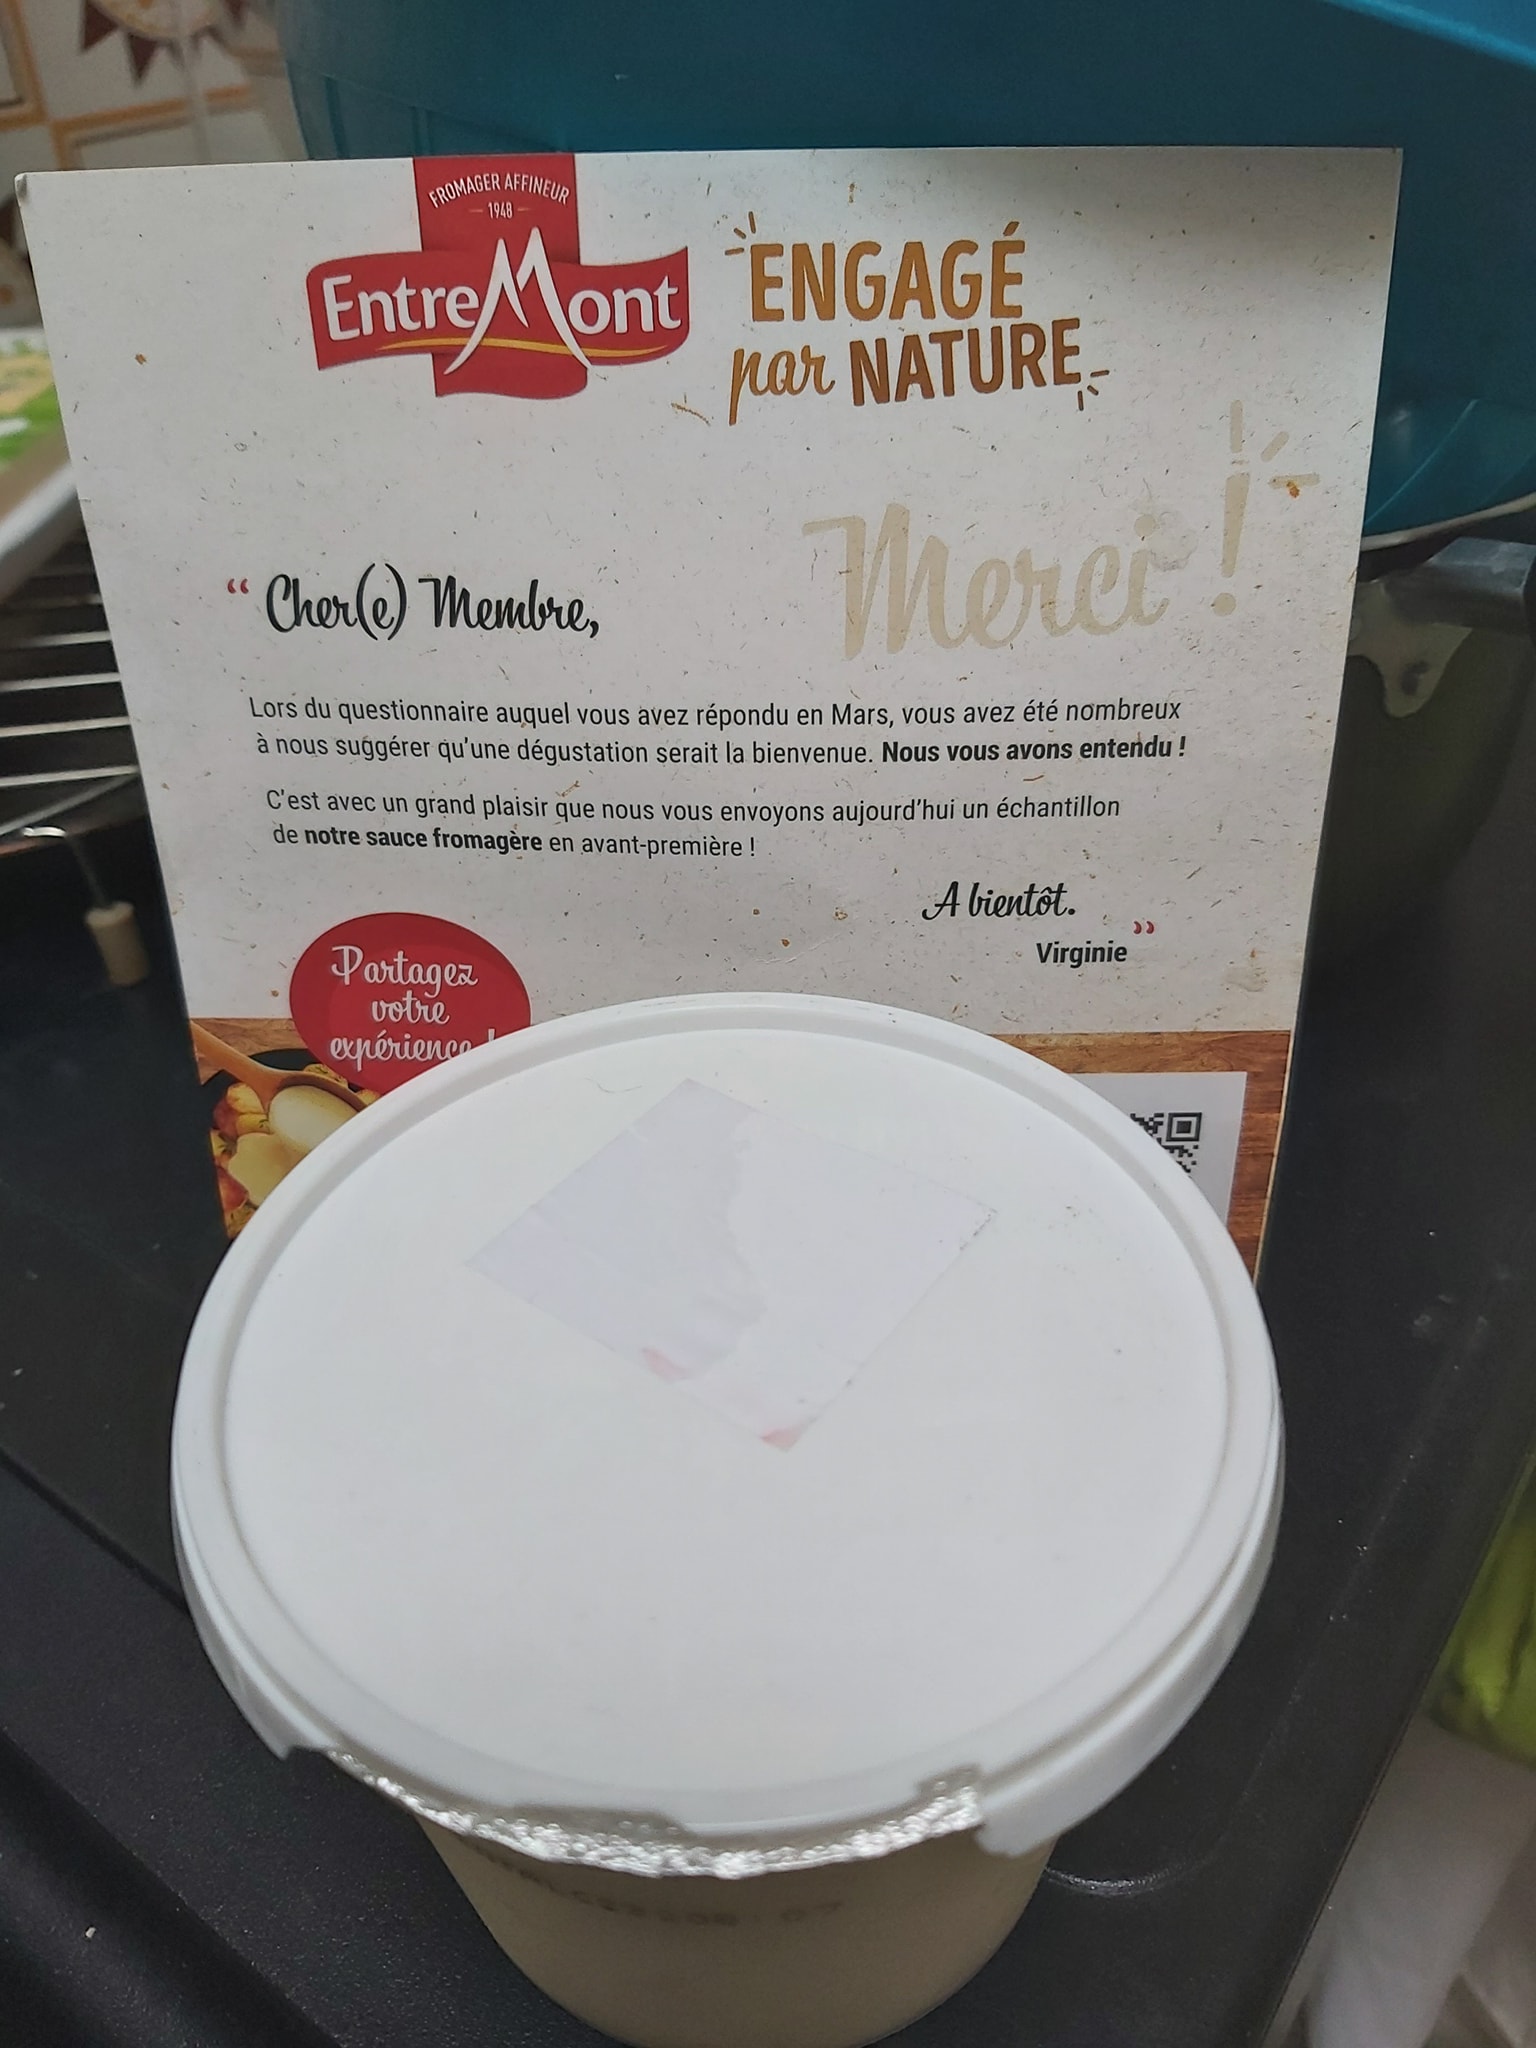 FROMAGER AFFINEUR
1948
EntreMont
ENGAGÉ
par NATURE
Merci !
“ Cher(e) Membre,
Lors du questionnaire auquel vous avez répondu en Mars, vous avez été nombreux
à nous suggérer qu'une dégustation serait la bienvenue. Nous vous avons entendu !
C'est avec un grand plaisir que nous vous envoyons aujourd'hui un échantillon
de notre sauce fromagère en avant-première !
A bientôt. ”
Virginie
Partagez
votre
expérience !